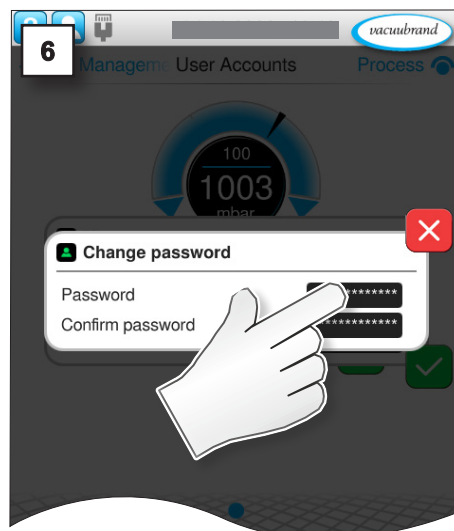 6
vacuubrand
Manageme User Accounts Process
100
1003
mbar
Change password
Password ************
Confirm password ************